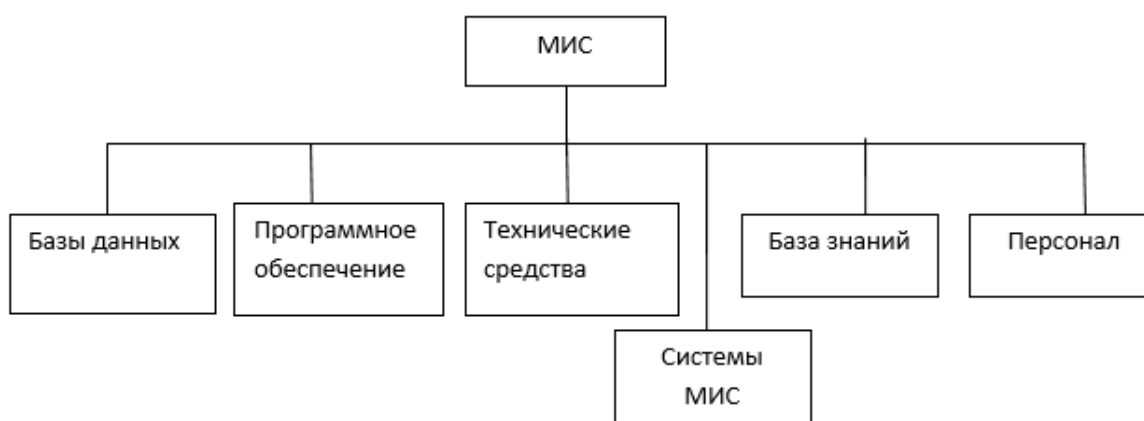 МИС
Базы данных
Программное
обеспечение
Технические
средства
База знаний
Персонал
Системы
МИС